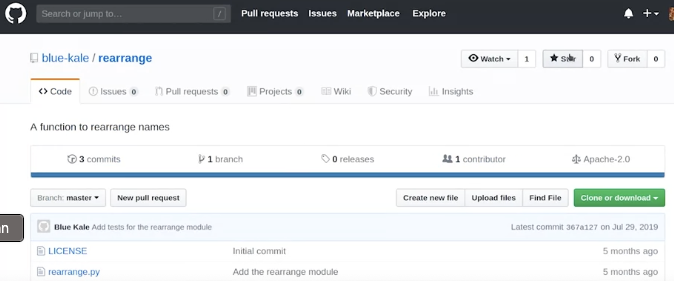 Search or jump to... /
Pull requests Issues Marketplace Explore
blue-kale / rearrange
Watch 1 Star 0 Fork 0
Code Issues 0 Pull requests 0 Projects 0 Wiki Security Insights
A function to rearrange names
3 commits 1 branch 0 releases 1 contributor Apache-2.0
Branch: master New pull request Create new file Upload files Find File Clone or download
Blue Kale Add tests for the rearrange module Latest commit 367a127 on Jul 29, 2019
LICENSE Initial commit 5 months ago
rearrange.py Add the rearrange module 5 months ago